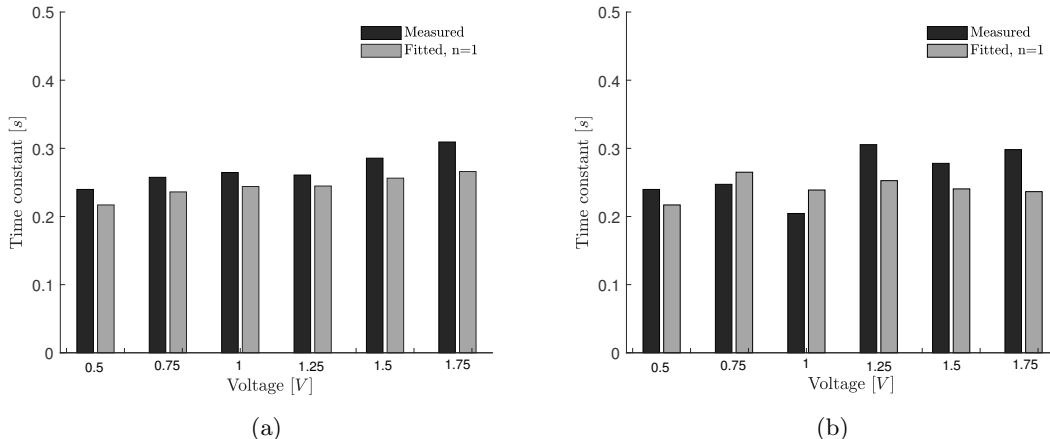 0.5
0.4
0.3
0.2
0.1
0
Time constant [s]
Measured
Fitted, n=1
0.5 0.75 1 1.25 1.5 1.75
Voltage [V]
(a)
0.5
0.4
0.3
0.2
0.1
0
Time constant [s]
Measured
Fitted, n=1
0.5 0.75 1 1.25 1.5 1.75
Voltage [V]
(b)